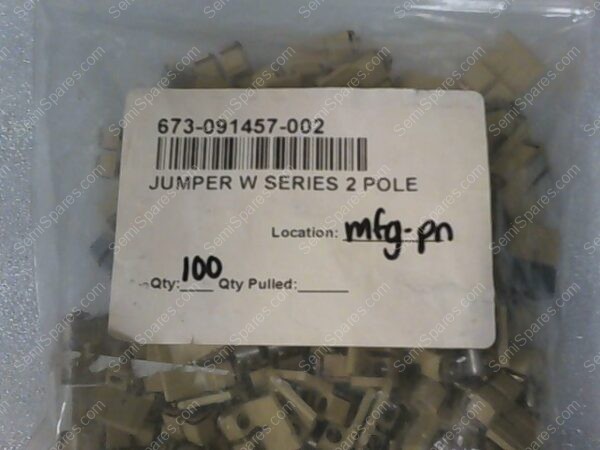 673-091457-002
JUMPER W SERIES 2 POLE
Location: mfg-pn
Qty: 100 Qty Pulled:
SemiSpares.com